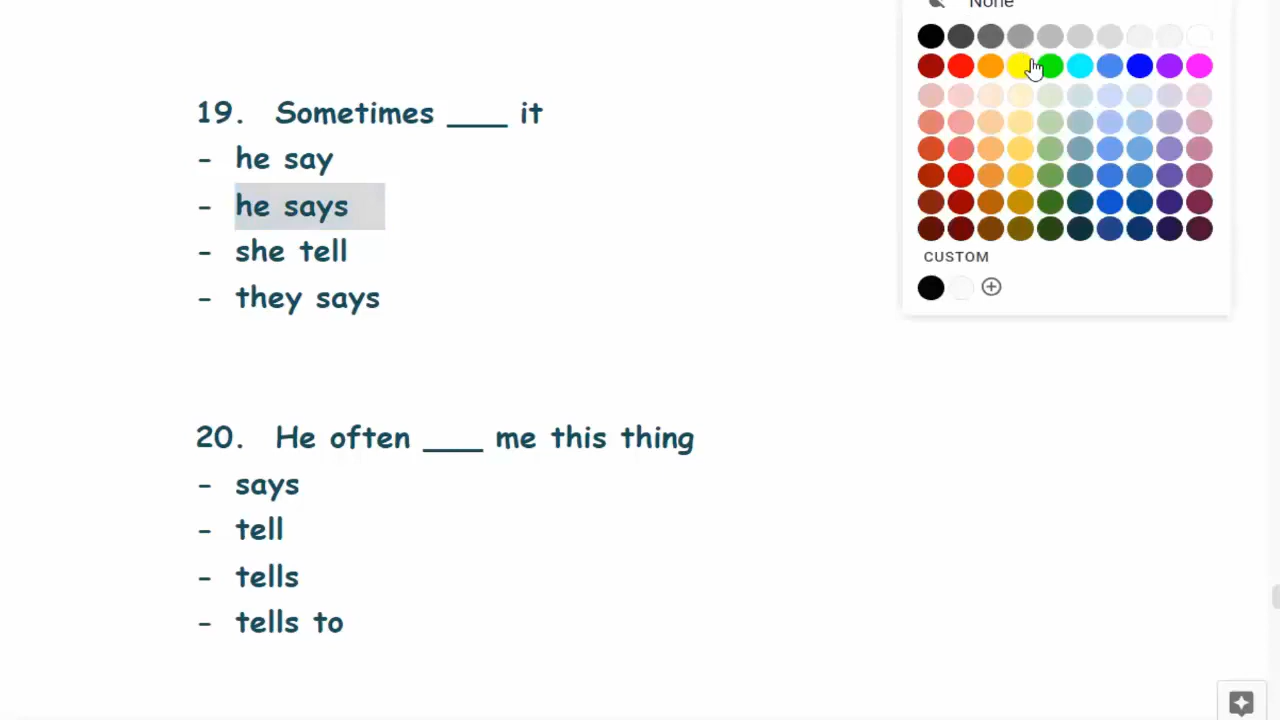 None
19. Sometimes ____ it
- he say
- he says
- she tell
- they says
CUSTOM
20. He often ____ me this thing
- says
- tell
- tells
- tells to